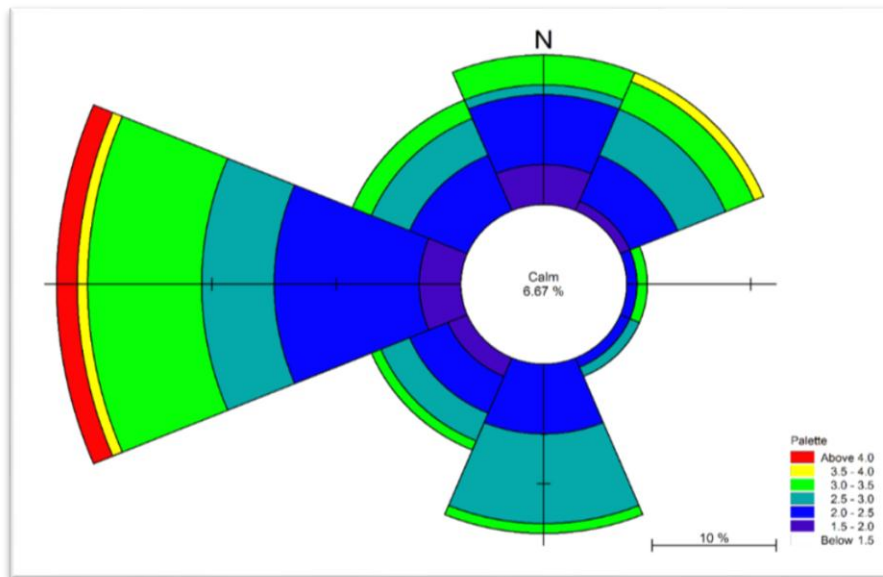 N
Calm
6.67 %
Palette
Above 4.0
3.5 - 4.0
3.0 - 3.5
2.5 - 3.0
2.0 - 2.5
1.5 - 2.0
Below 1.5
10 %